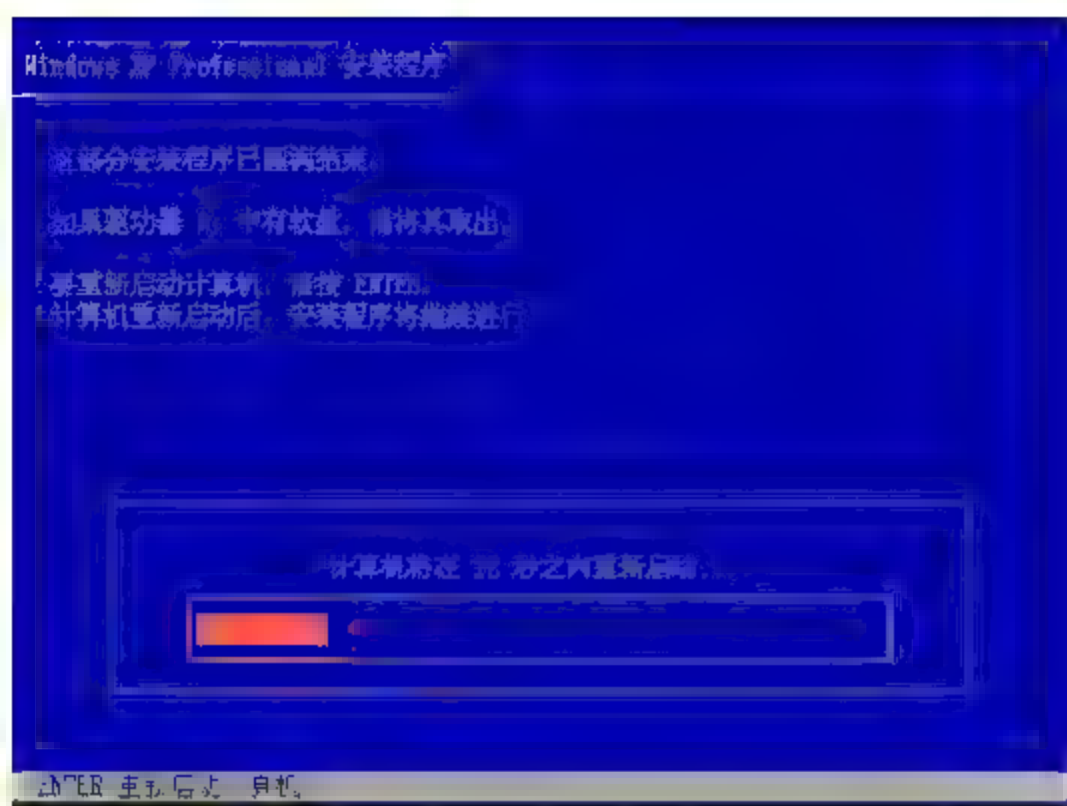 Windows XP Professional 安装程序
这部分安装程序已圆满结束。
如果驱动器 中有软盘，请将其取出。
要重新启动计算机，请按 ENTER。
计算机重新启动后，安装程序将继续进行。
计算机将在 秒之内重新启动...
ENTER=重新启动计算机